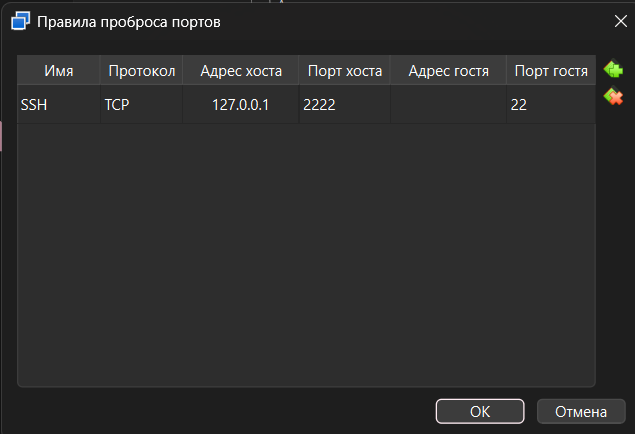 Правила проброса портов
Имя Протокол Адрес хоста Порт хоста Адрес гостя Порт гостя
SSH TCP 127.0.0.1 2222 22
OK Отмена